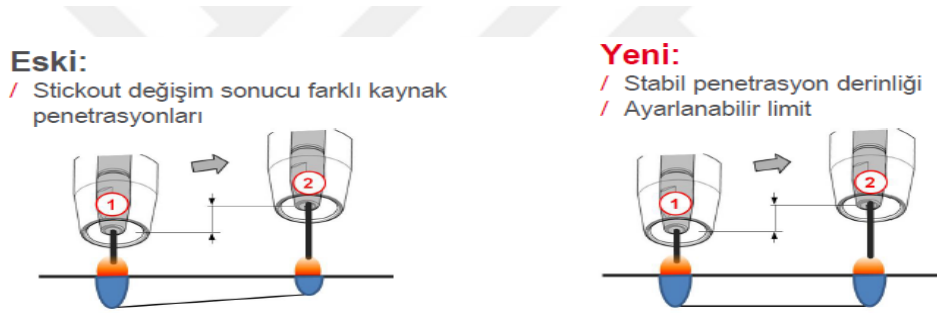 Eski:
/ Stickout değişim sonucu farklı kaynak
penetrasyonları
1
2
Yeni:
/ Stabil penetrasyon derinliği
/ Ayarlanabilir limit
1
2